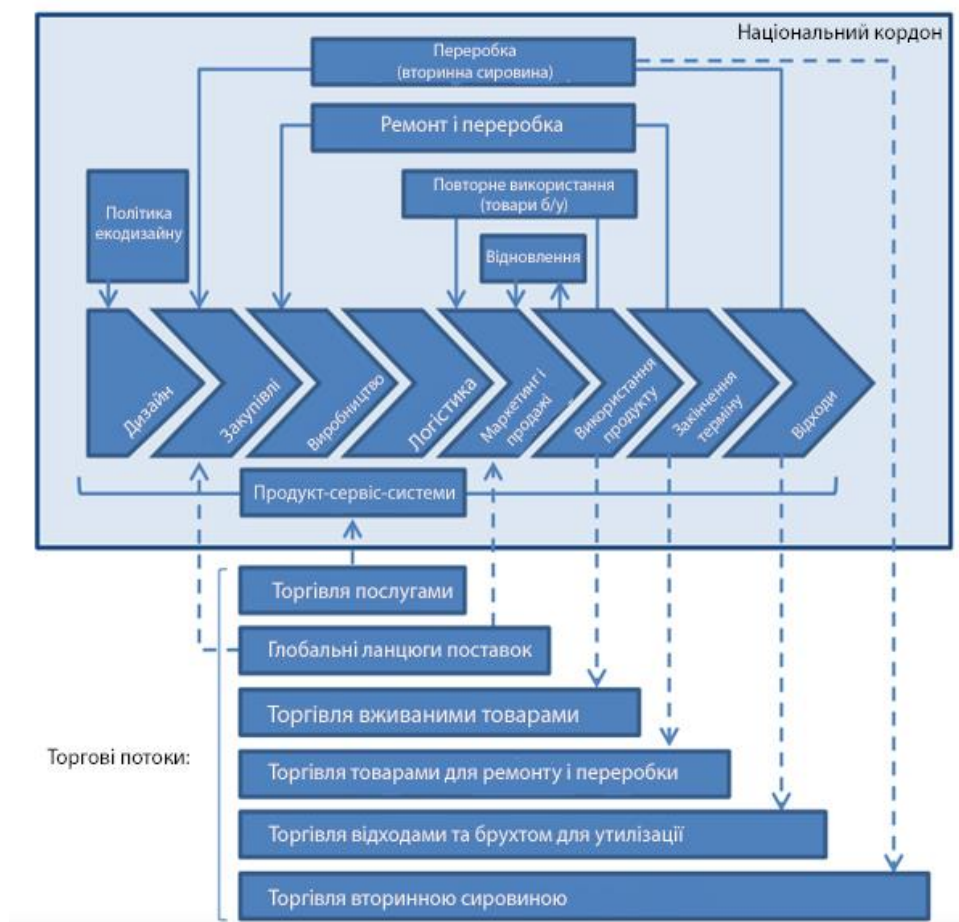 Національний кордон
Переробка
(вторинна сировина)
Ремонт і переробка
Повторне використання
(товари б/у)
Політика
екодизайну
Відновлення
Дизайн
Закупівлі
Виробництво
Логістика
Маркетинг і
продажі
Використання
продукту
Закінчення
терміну
Відходи
Продукт-сервіс-системи
Торгівля послугами
Глобальні ланцюги поставок
Торгівля вживаними товарами
Торгові потоки:
Торгівля товарами для ремонту і переробки
Торгівля відходами та брухтом для утилізації
Торгівля вторинною сировиною